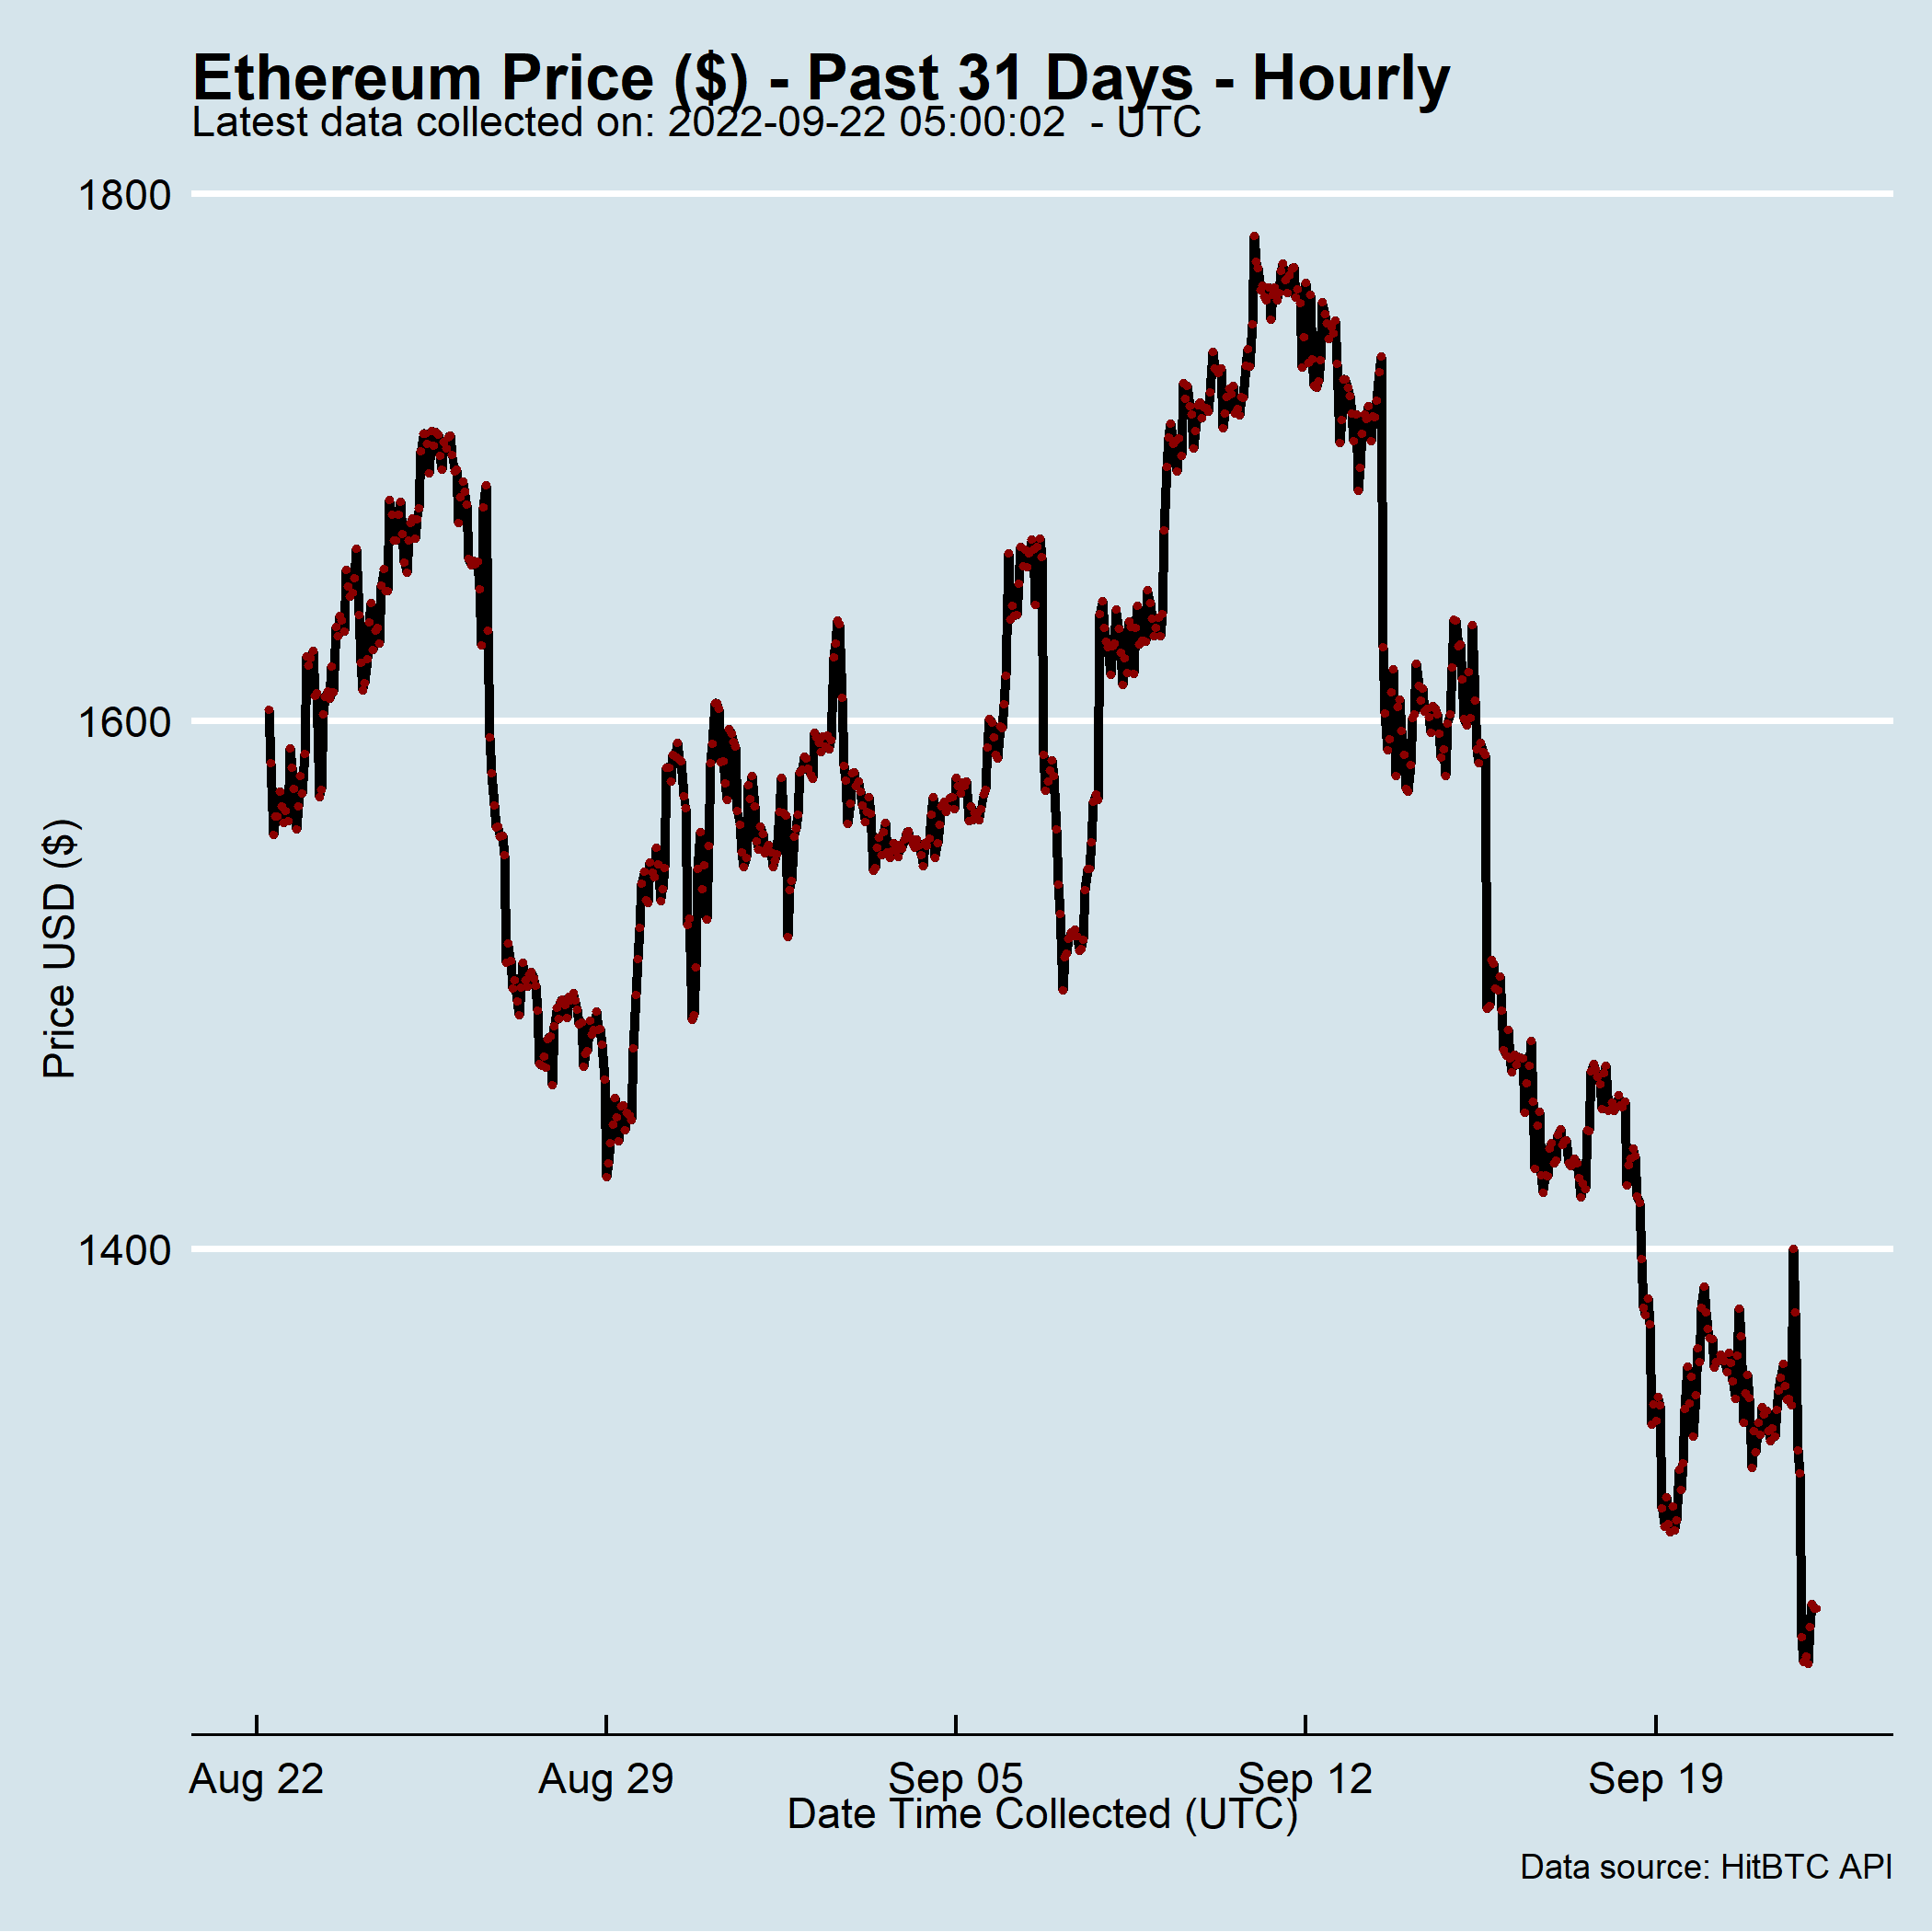 Ethereum Price ($) - Past 31 Days - Hourly
Latest data collected on: 2022-09-22 05:00:02  - UTC
1800
1600
1400
Price USD ($)
Aug 22
Aug 29
Sep 05
Sep 12
Sep 19
Date Time Collected (UTC)
Data source: HitBTC API